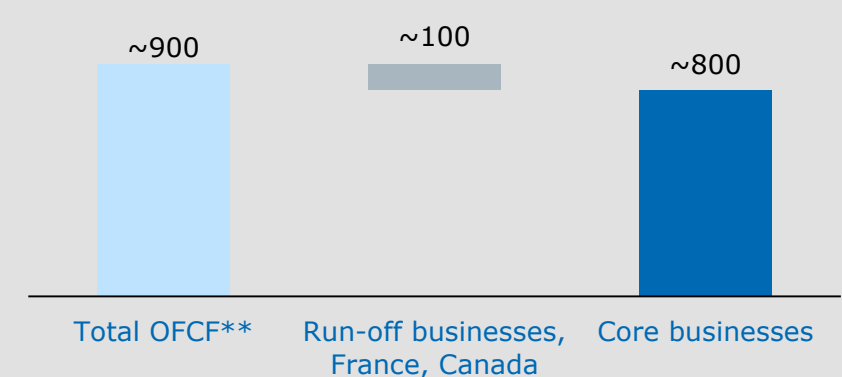 ~900
~100
~800
Total OFCF**
Run-off businesses,
France, Canada
Core businesses